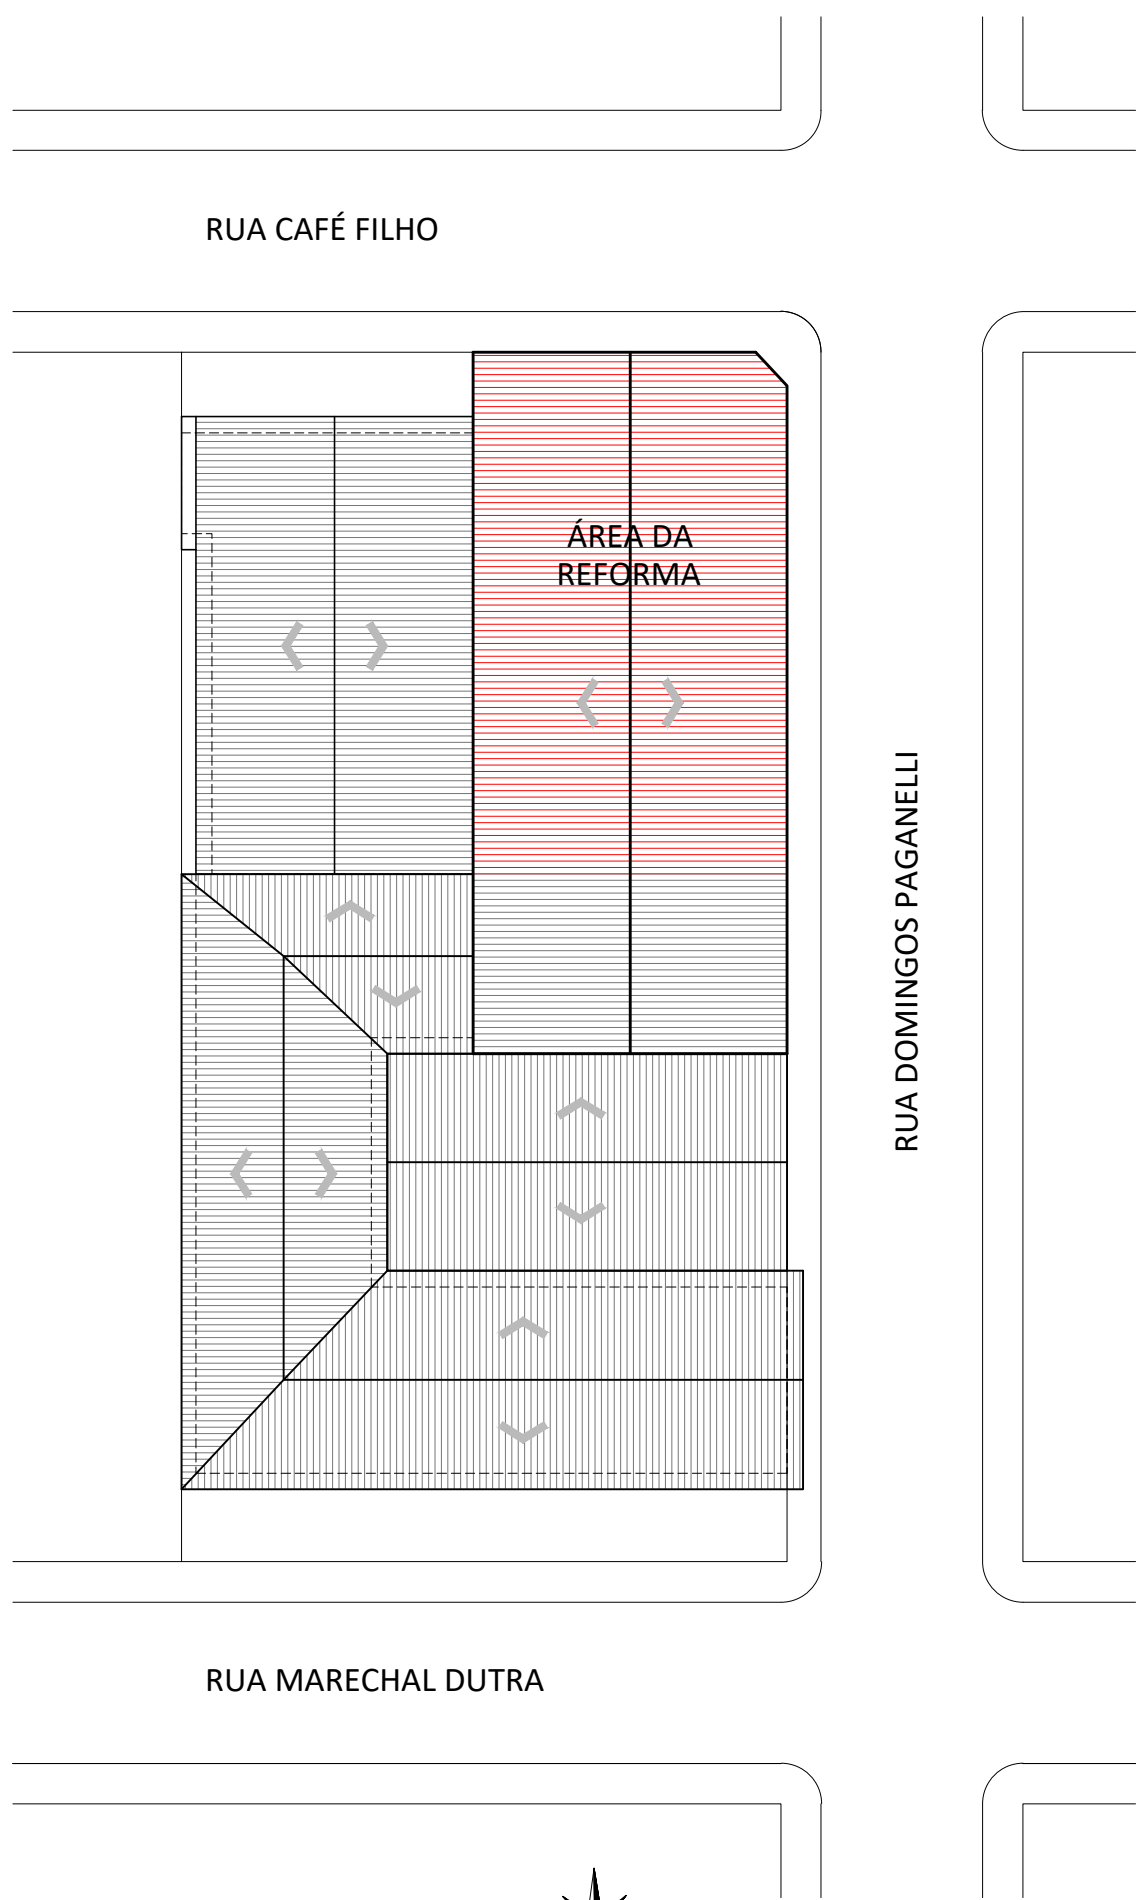 RUA CAFÉ FILHO
ÁREA DA
REFORMA
RUA DOMINGOS PAGANELLI
RUA MARECHAL DUTRA